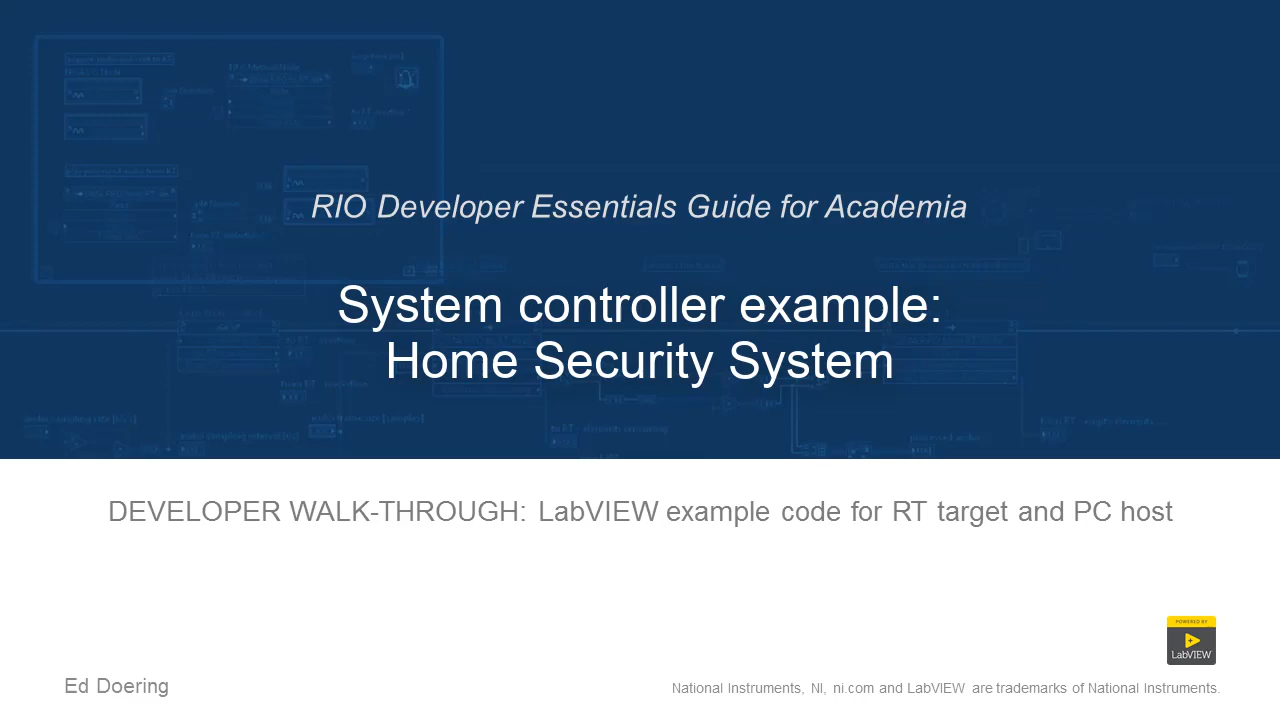 RIO Developer Essentials Guide for Academia
System controller example:
Home Security System
DEVELOPER WALK-THROUGH: LabVIEW example code for RT target and PC host
POWERED BY
LabVIEW
Ed Doering
National Instruments, NI, ni.com and LabVIEW are trademarks of National Instruments.